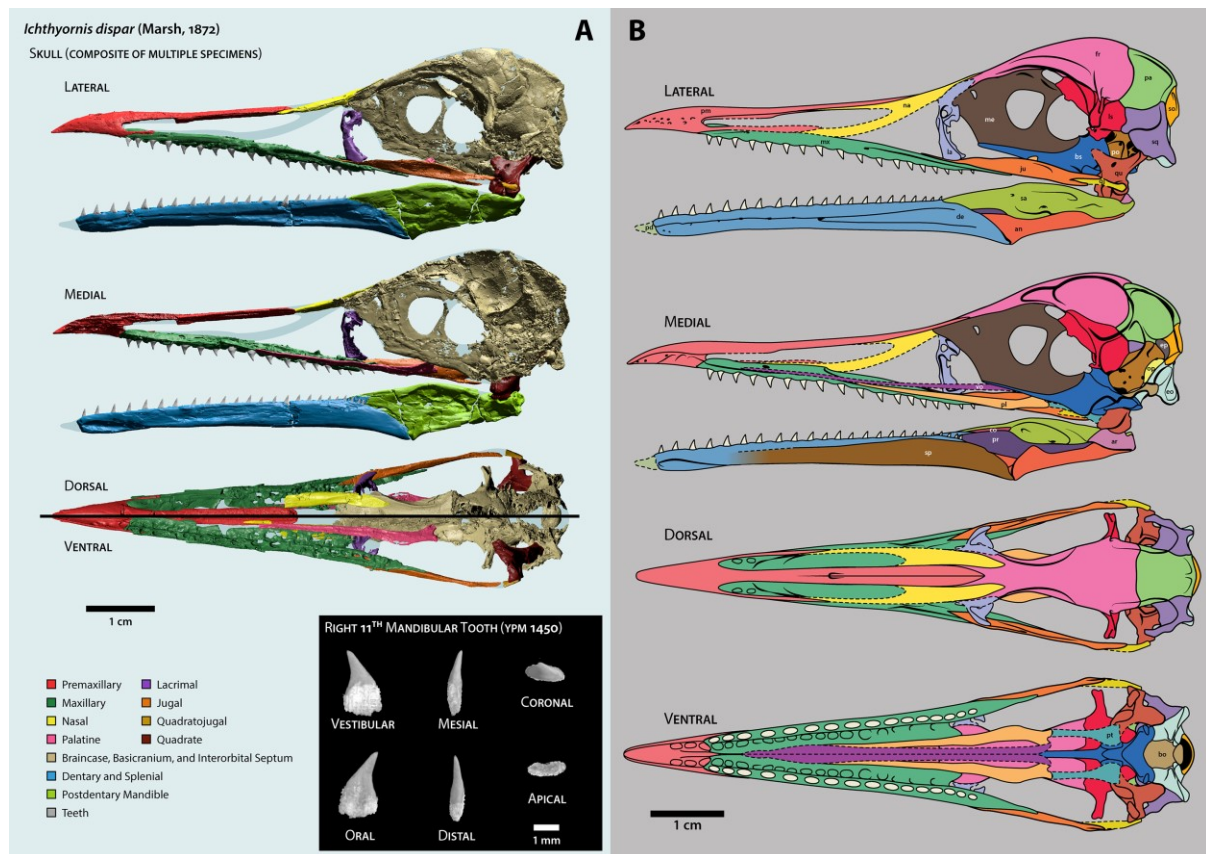 Ichthyornis dispar (Marsh, 1872)
A
Skull (composite of multiple specimens)
Lateral
Medial
Dorsal
Ventral
1 cm
Premaxillary
Maxillary
Nasal
Palatine
Braincase, Basicranium, and Interorbital Septum
Dentary and Splenial
Postdentary Mandible
Teeth
Lacrimal
Jugal
Quadratojugal
Quadrate
Right 11th Mandibular Tooth (YPM 1450)
Vestibular
Mesial
Coronal
Oral
Distal
Apical
1 mm
B
Lateral
fr
pa
so
pm
na
me
ls
sq
la
po
mx
bs
ju
qu
sa
de
pd
an
Medial
ep
eo
pl
co
pr
ar
sp
Dorsal
Ventral
pt
bo
1 cm